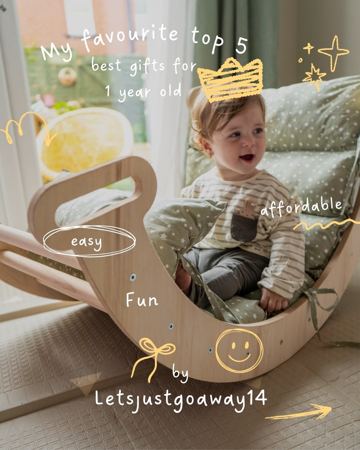 My favourite top 5
best gifts for
1 year old
affordable
easy
Fun
by
Letsjustgoaway14